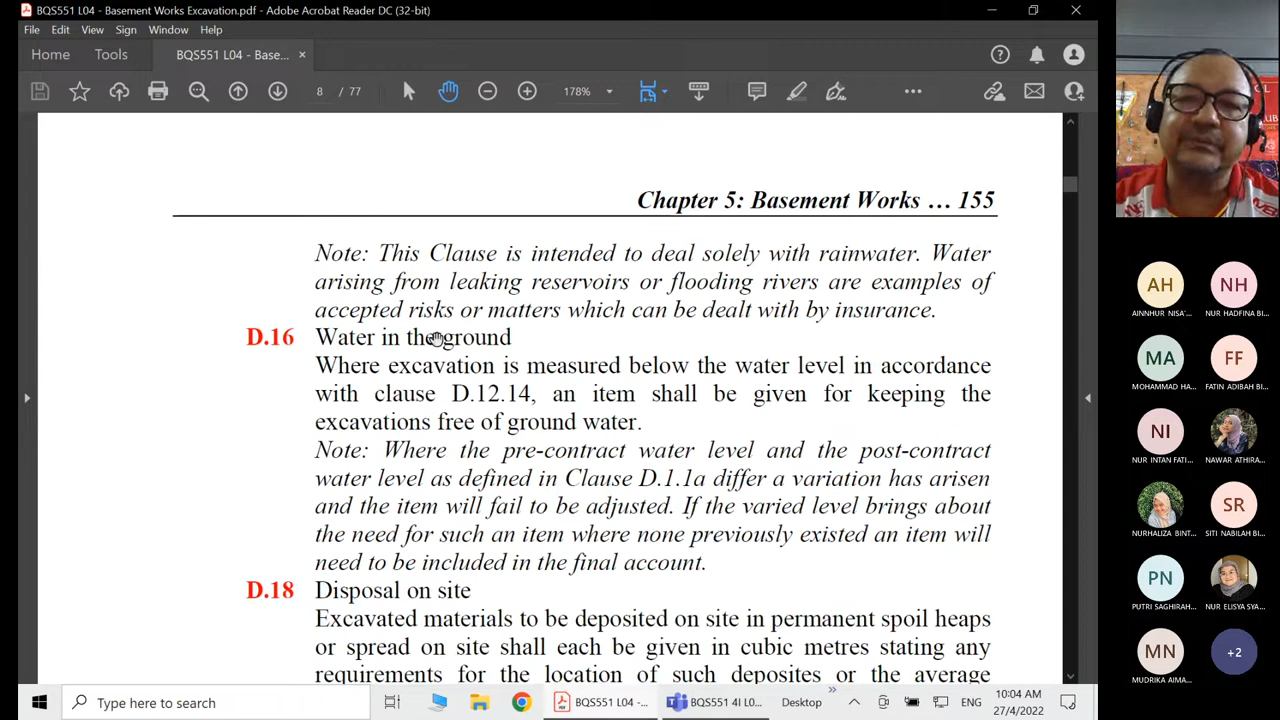 BQS551 L04 - Basement Works Excavation.pdf - Adobe Acrobat Reader DC (32-bit)
File Edit View Sign Window Help
Home Tools BQS551 L04 - Base... ×
8 / 77 178%
Chapter 5: Basement Works … 155
Note: This Clause is intended to deal solely with rainwater. Water
arising from leaking reservoirs or flooding rivers are examples of
accepted risks or matters which can be dealt with by insurance.
D.16 Water in the ground
Where excavation is measured below the water level in accordance
with clause D.12.14, an item shall be given for keeping the
excavations free of ground water.
Note: Where the pre-contract water level and the post-contract
water level as defined in Clause D.1.1a differ a variation has arisen
and the item will fail to be adjusted. If the varied level brings about
the need for such an item where none previously existed an item will
need to be included in the final account.
D.18 Disposal on site
Excavated materials to be deposited on site in permanent spoil heaps
or spread on site shall each be given in cubic metres stating any
requirements for the location of such deposites or the average
AH NH
AINNHUR NISA'... NUR HADFINA BI...
MA FF
MOHAMMAD HA... FATIN ADIBAH BI...
NI
NUR INTAN FATI... NAWAR ATHIRA...
SR
NURHALIZA BINT... SITI NABILAH BI...
PN
PUTRI SAGHIRAH... NUR ELISYA SYA...
MN +2
MUDRIKA AIMA...
Type here to search BQS551 L04 -... BQS551 4I L0... Desktop ENG 10:04 AM
27/4/2022